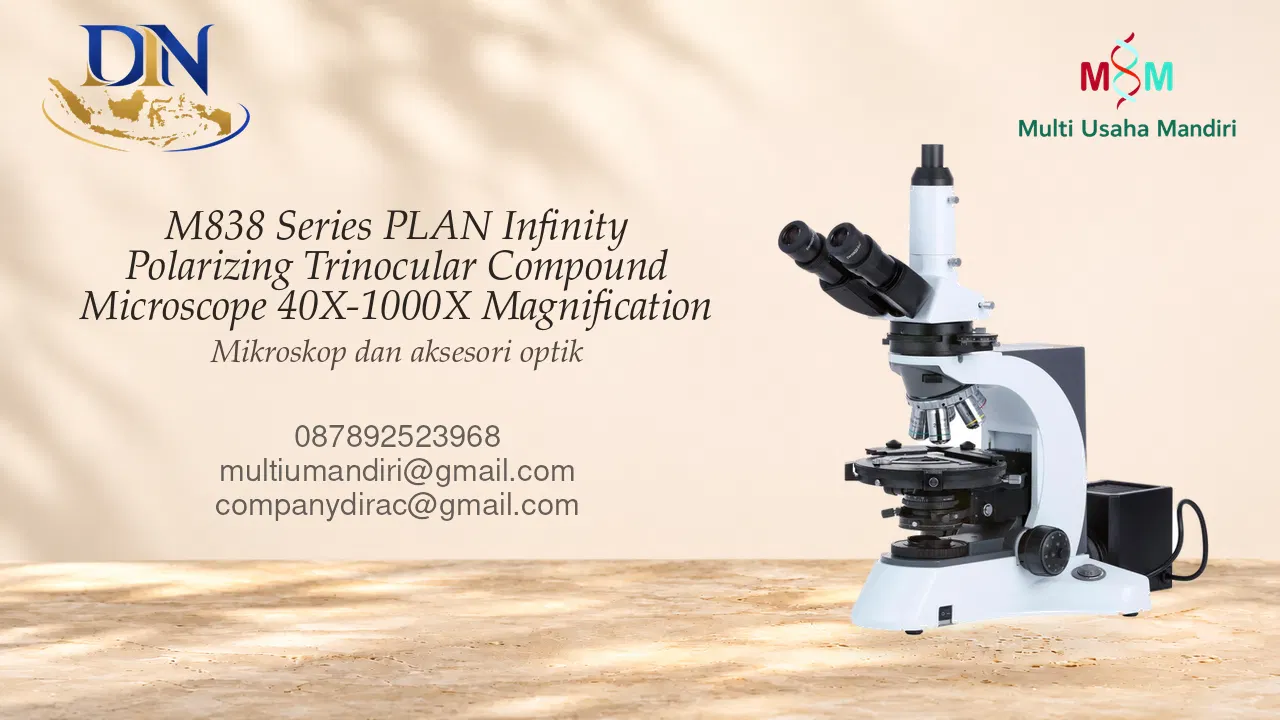 DIN
M M
Multi Usaha Mandiri
M838 Series PLAN Infinity
Polarizing Trinocular Compound
Microscope 40X-1000X Magnification
Mikroskop dan aksesori optik
087892523968
multiumandiri@gmail.com
companydirac@gmail.com